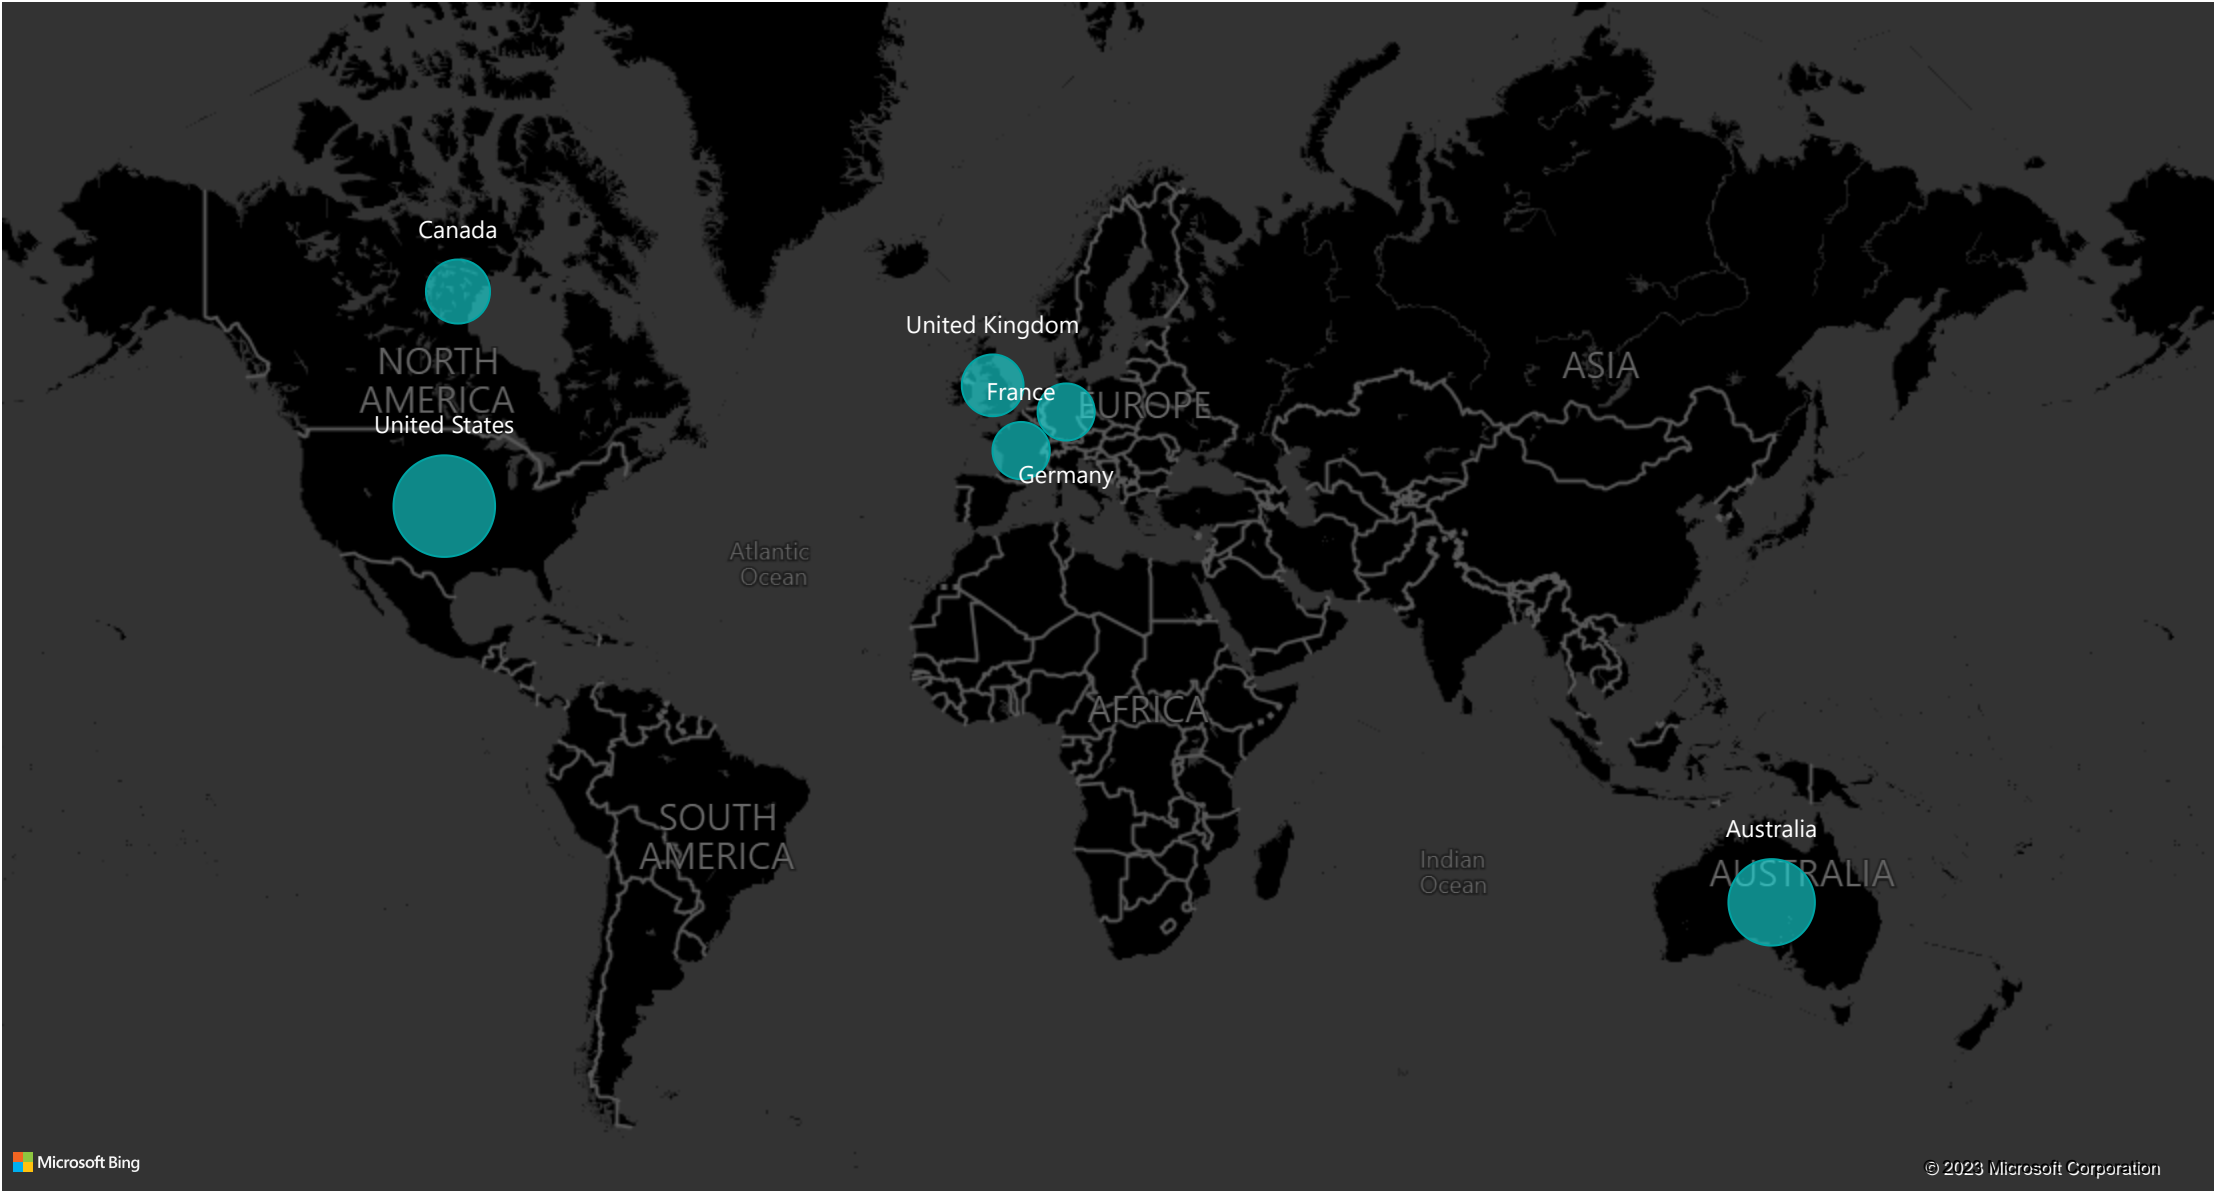 Canada
United Kingdom
NORTH
AMERICA
ASIA
France
EUROPE
United States
Germany
Atlantic
Ocean
AFRICA
SOUTH
AMERICA
Australia
Indian
Ocean
AUSTRALIA
Microsoft Bing
© 2023 Microsoft Corporation